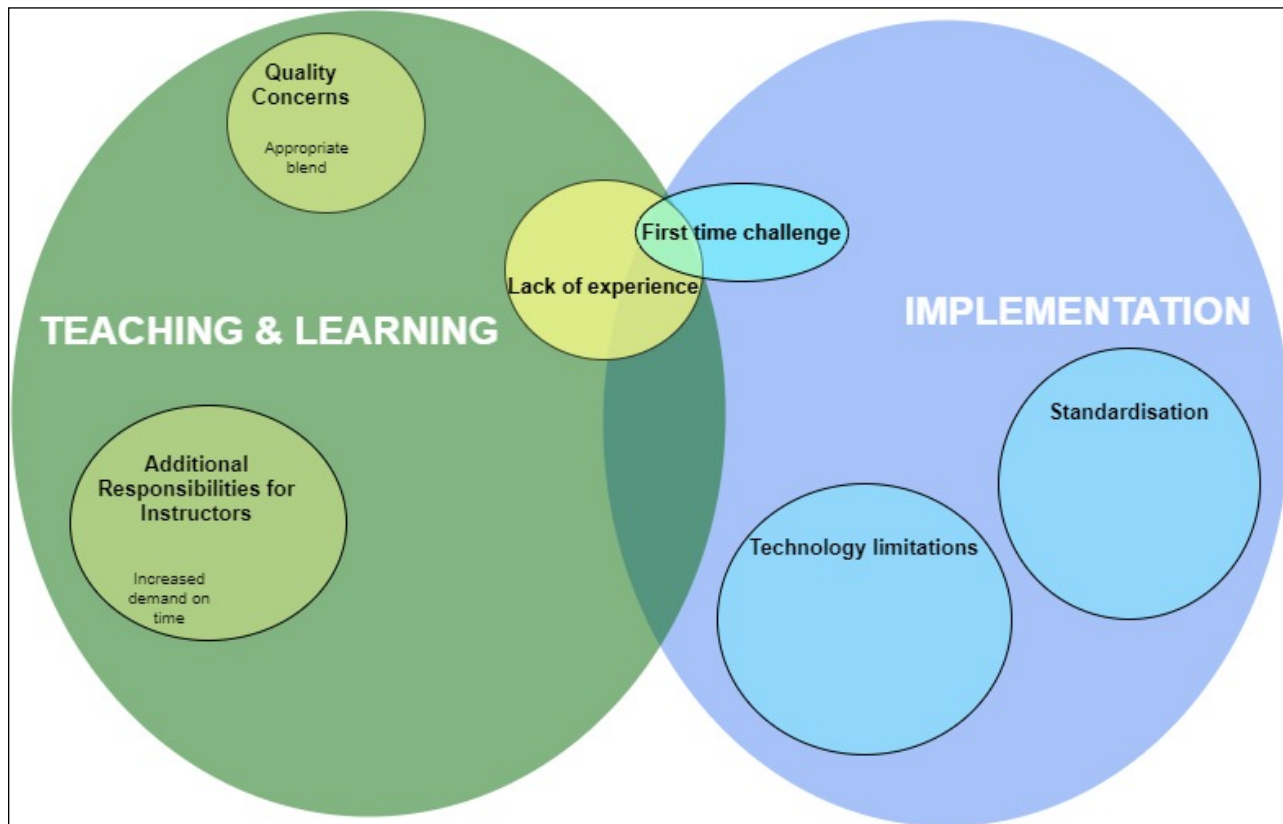 Quality
Concerns
Appropriate
blend
First time challenge
Lack of experience
TEACHING & LEARNING
IMPLEMENTATION
Standardisation
Additional
Responsibilities for
Instructors
Increased
demand on
time
Technology limitations